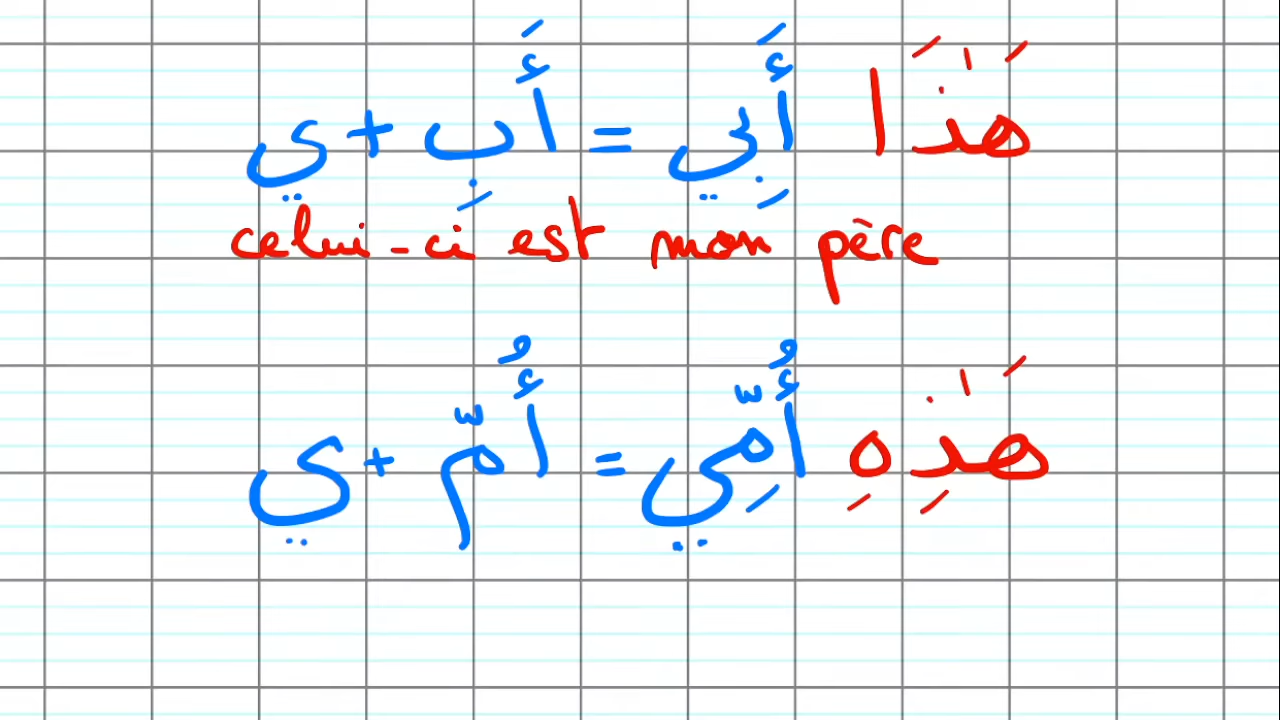 هَٰذَا أَبِي = أَبِ + ي
celui-ci est mon père
هَٰذِهِ أُمِّي = أُمّ + ي